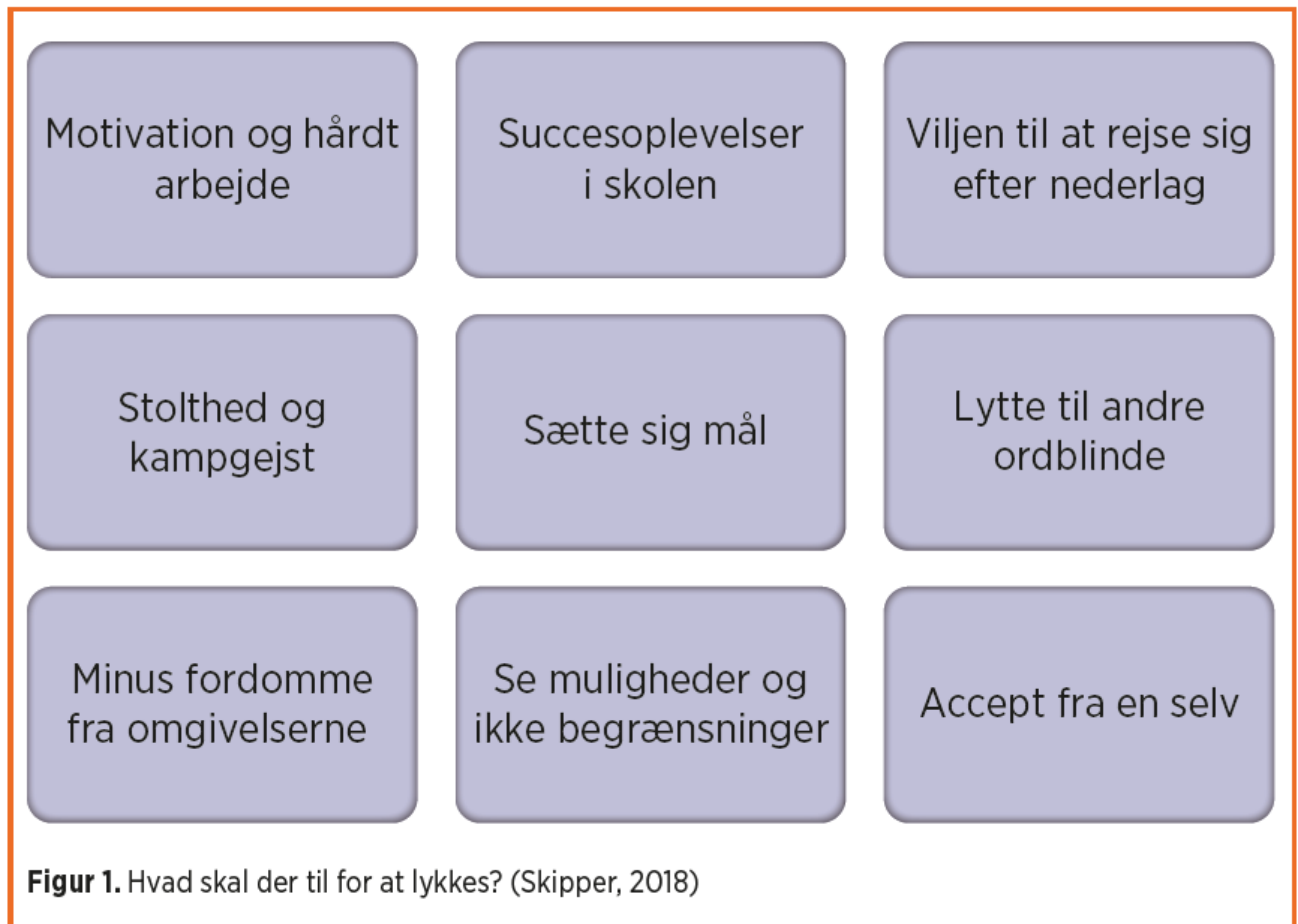 Motivation og hårdt
arbejde
Succesoplevelser
i skolen
Viljen til at rejse sig
efter nederlag
Stolthed og
kampgejst
Sætte sig mål
Lytte til andre
ordblinde
Minus fordomme
fra omgivelserne
Se muligheder og
ikke begrænsninger
Accept fra en selv
Figur 1. Hvad skal der til for at lykkes? (Skipper, 2018)